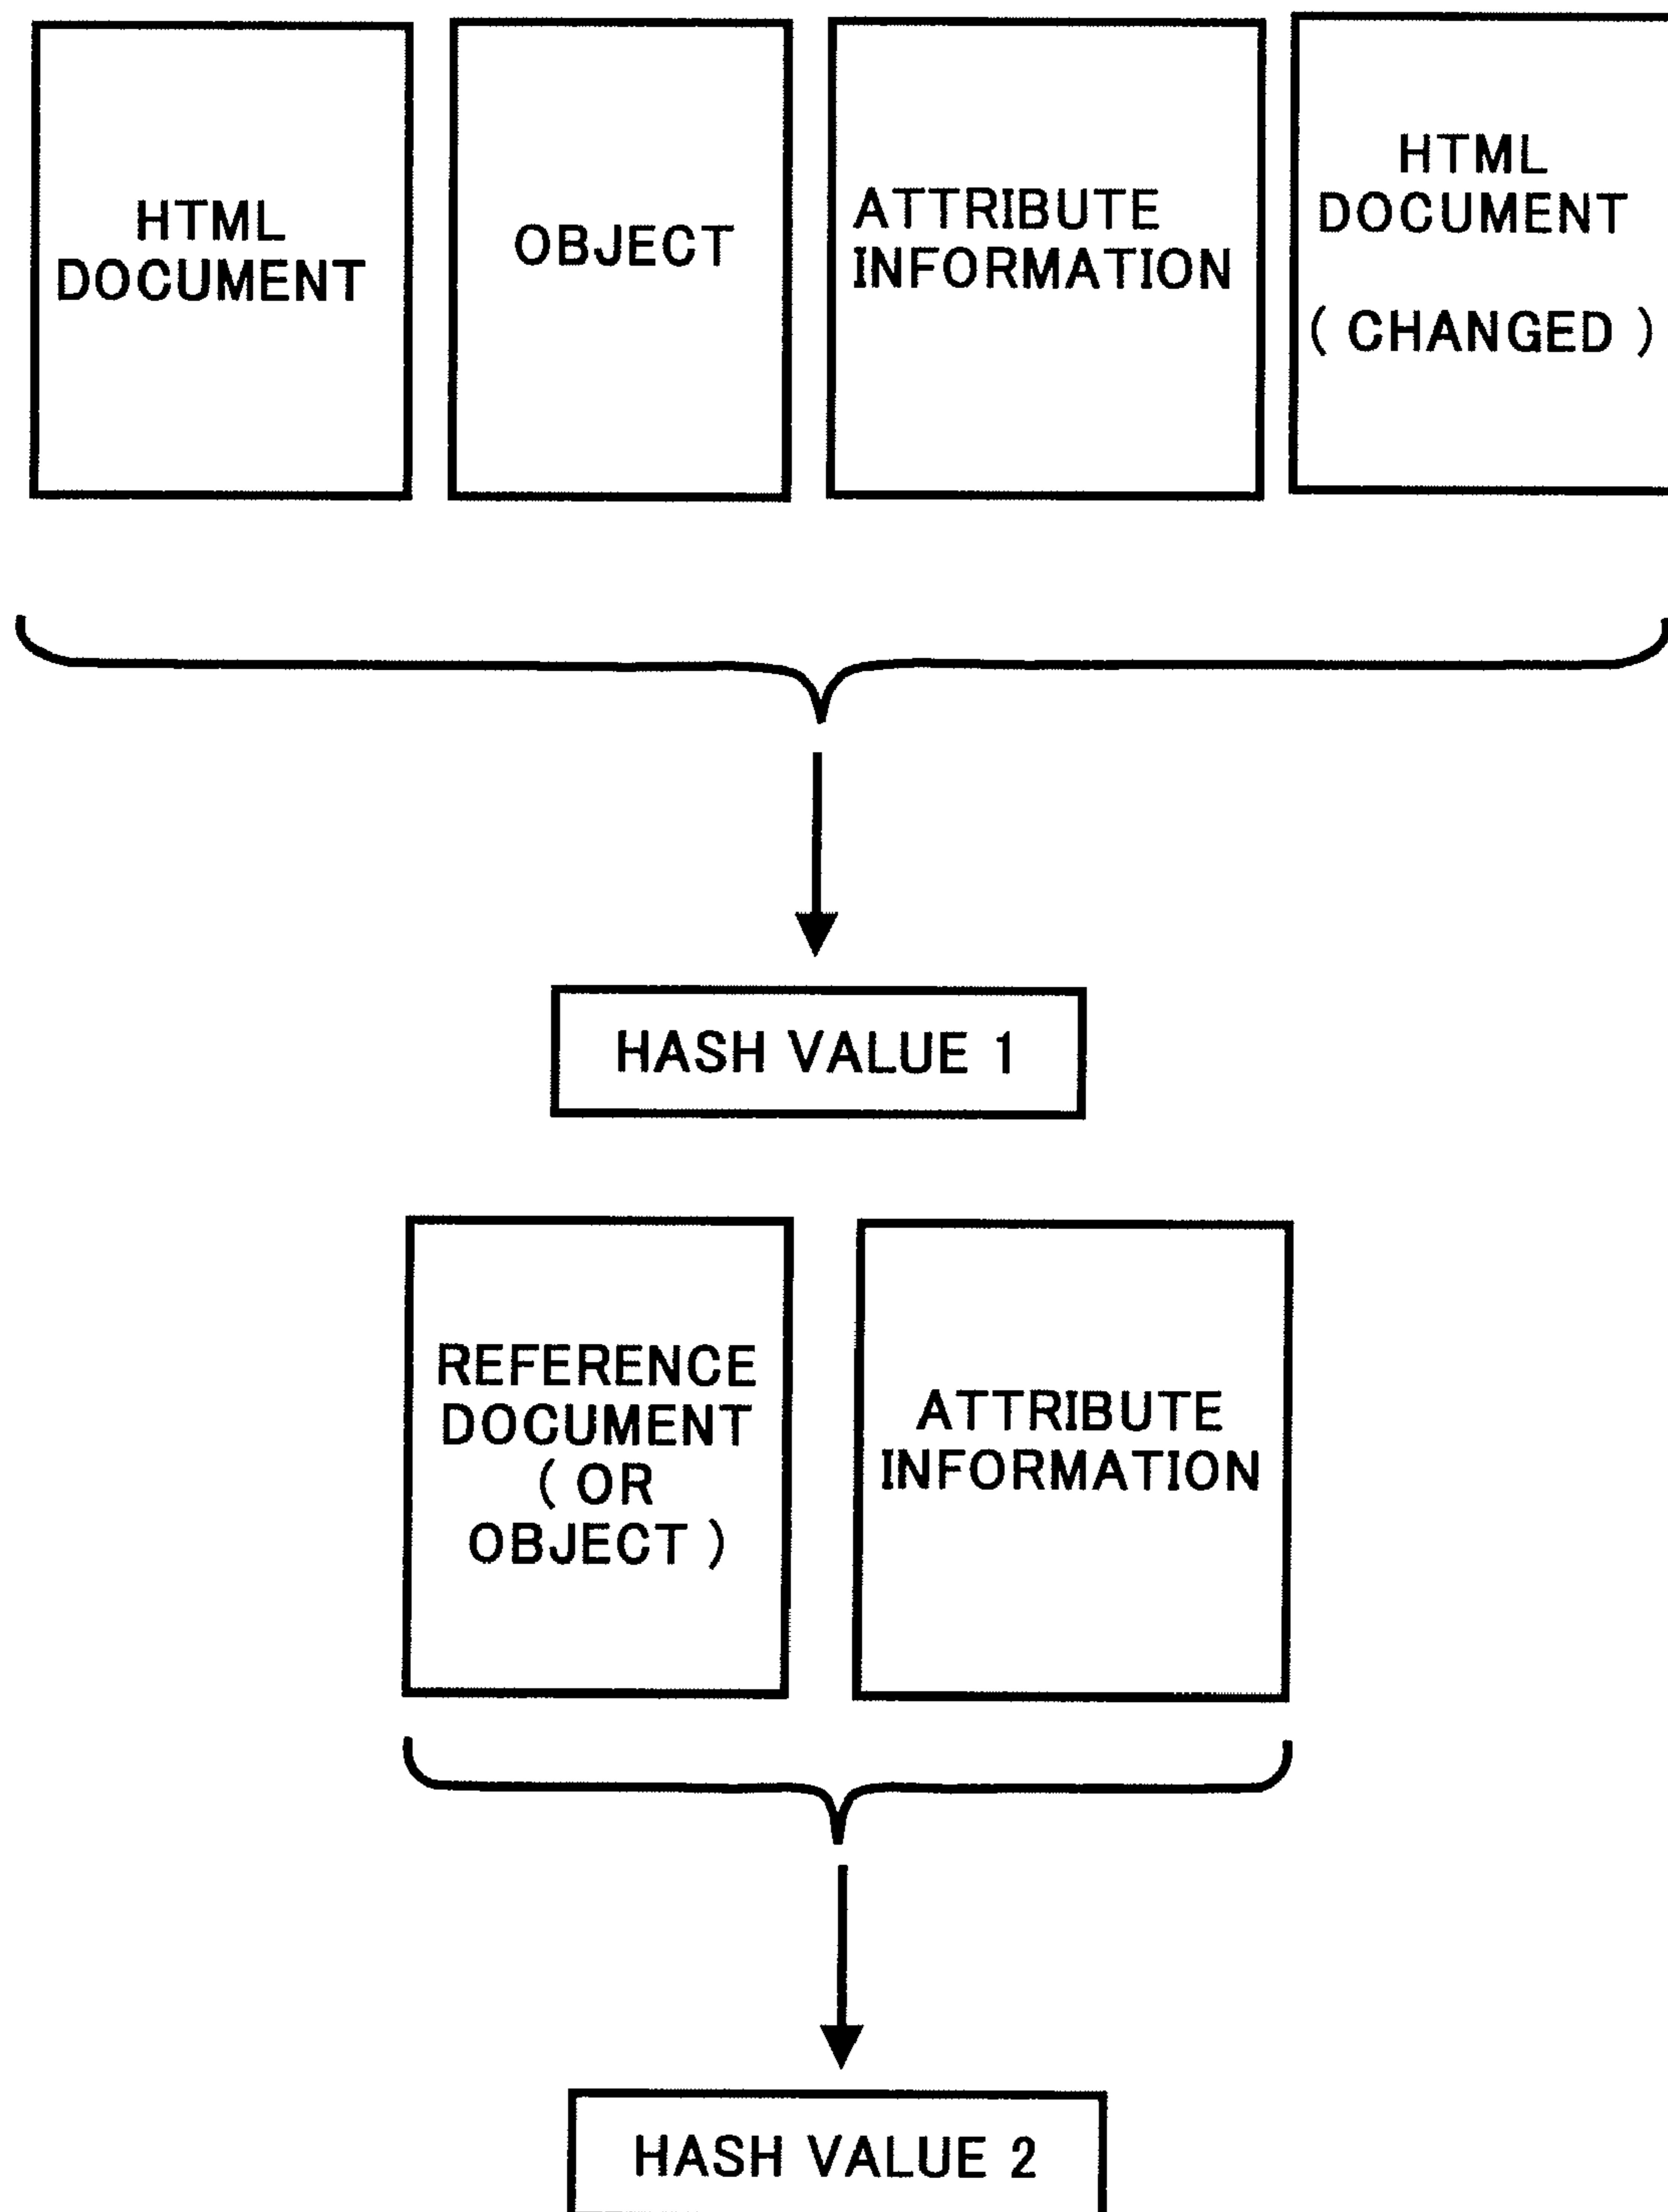 HTML
DOCUMENT
OBJECT
ATTRIBUTE
INFORMATION
HTML
DOCUMENT
( CHANGED )
HASH VALUE 1
REFERENCE
DOCUMENT
( OR
OBJECT )
ATTRIBUTE
INFORMATION
HASH VALUE 2